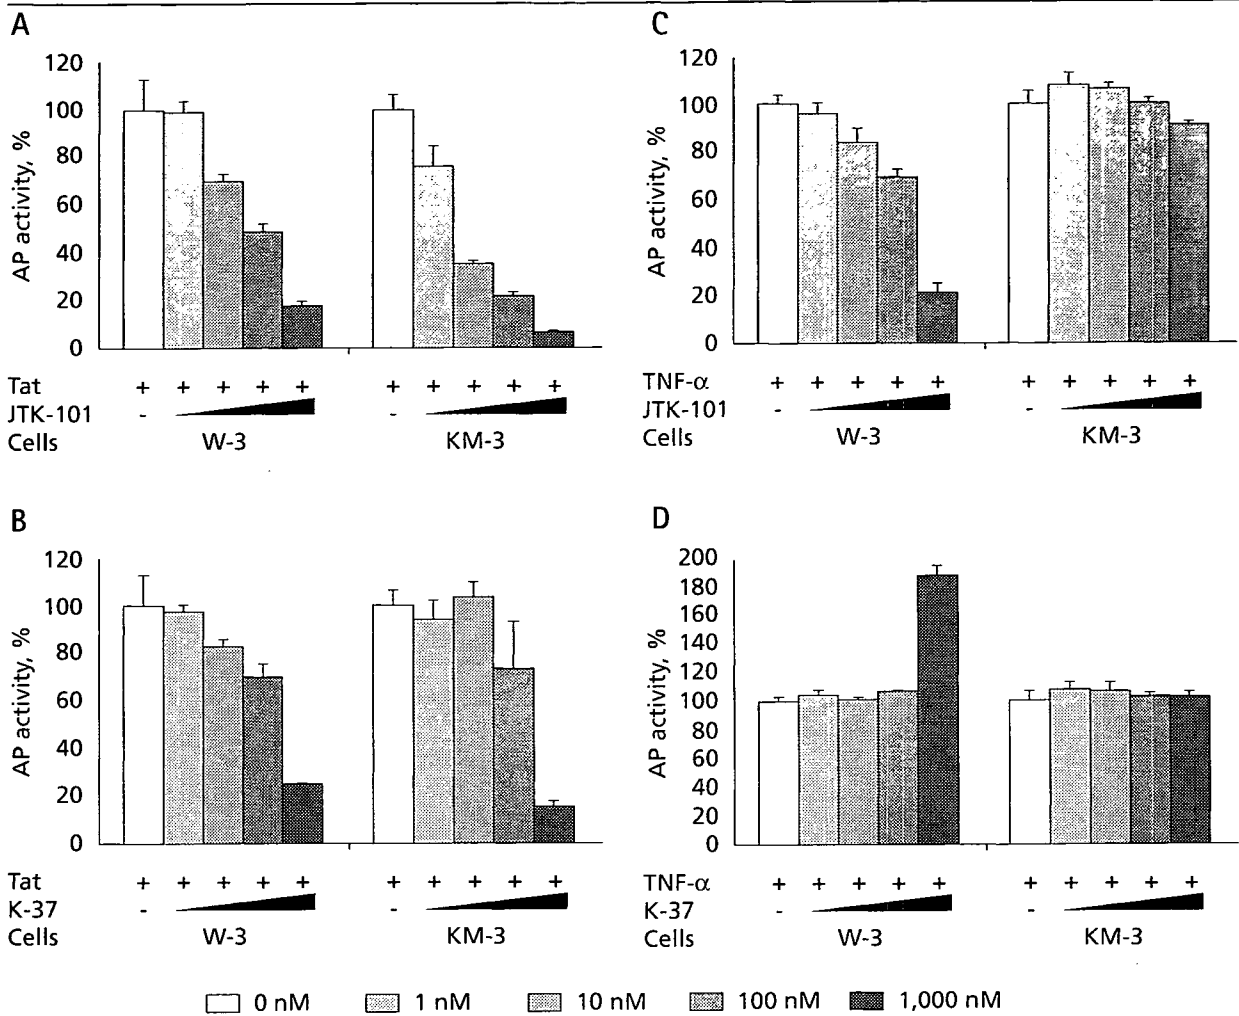 A
AP activity, %
120
100
80
60
40
20
0
Tat + + + + + + + + + +
JTK-101 - -
Cells W-3 KM-3
C
AP activity, %
120
100
80
60
40
20
0
TNF-α + + + + + + + + + +
JTK-101 - -
Cells W-3 KM-3
B
AP activity, %
120
100
80
60
40
20
0
Tat + + + + + + + + + +
K-37 - -
Cells W-3 KM-3
D
AP activity, %
200
180
160
140
120
100
80
60
40
20
0
TNF-α + + + + + + + + + +
K-37 - -
Cells W-3 KM-3
0 nM 1 nM 10 nM 100 nM 1,000 nM